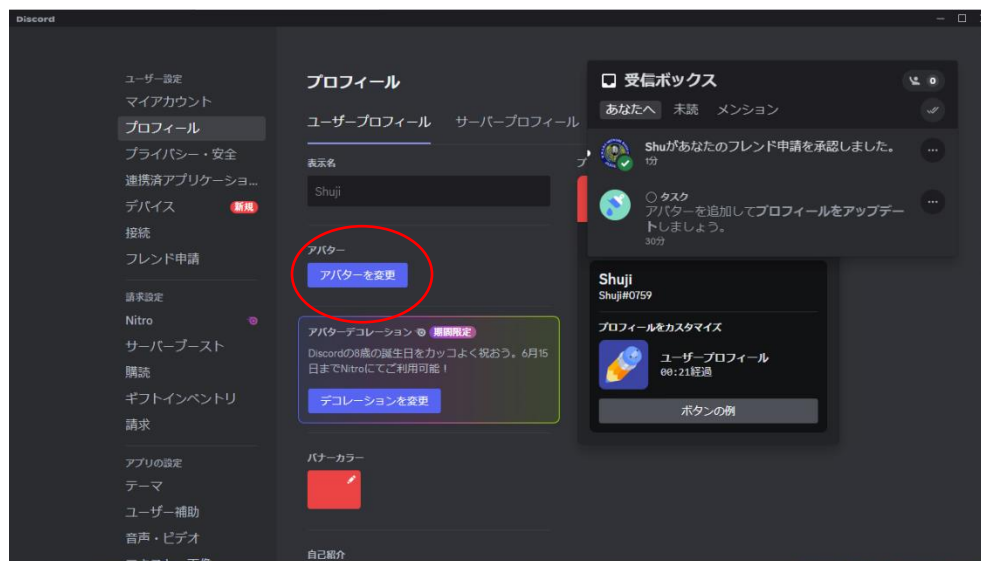 Discord
ユーザー設定
マイアカウント
プロフィール
プライバシー・安全
連携済アプリケーショ...
デバイス 新規
接続
フレンド申請
請求設定
Nitro
サーバーブースト
購読
ギフトインベントリ
請求
アプリの設定
テーマ
ユーザー補助
音声・ビデオ
プロフィール
ユーザープロフィール サーバープロフィール
表示名
Shuji
アバター
アバターを変更
アバターデコレーション 期間限定
Discordの8歳の誕生日をカッコよく祝おう。6月15
日までNitroにてご利用可能！
デコレーションを変更
バナーカラー
自己紹介
プ
受信ボックス
0
あなたへ 未読 メンション
Shuがあなたのフレンド申請を承認しました。
1分
タスク
アバターを追加してプロフィールをアップデー
トしましょう。
30分
Shuji
Shuji#0759
プロフィールをカスタマイズ
ユーザープロフィール
00:21経過
ボタンの例